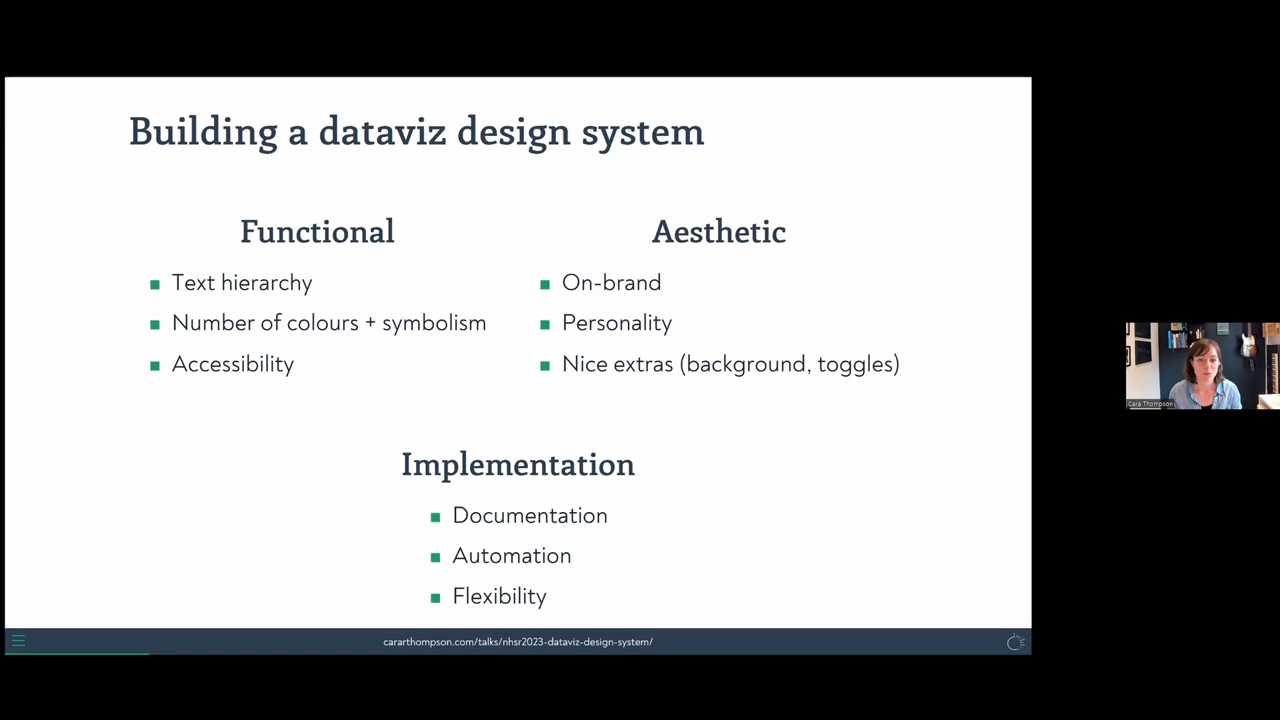 Building a dataviz design system
Functional
Text hierarchy
Number of colours + symbolism
Accessibility
Aesthetic
On-brand
Personality
Nice extras (background, toggles)
Implementation
Documentation
Automation
Flexibility
cararthompson.com/talks/nhsr2023-dataviz-design-system/
Cara Thompson